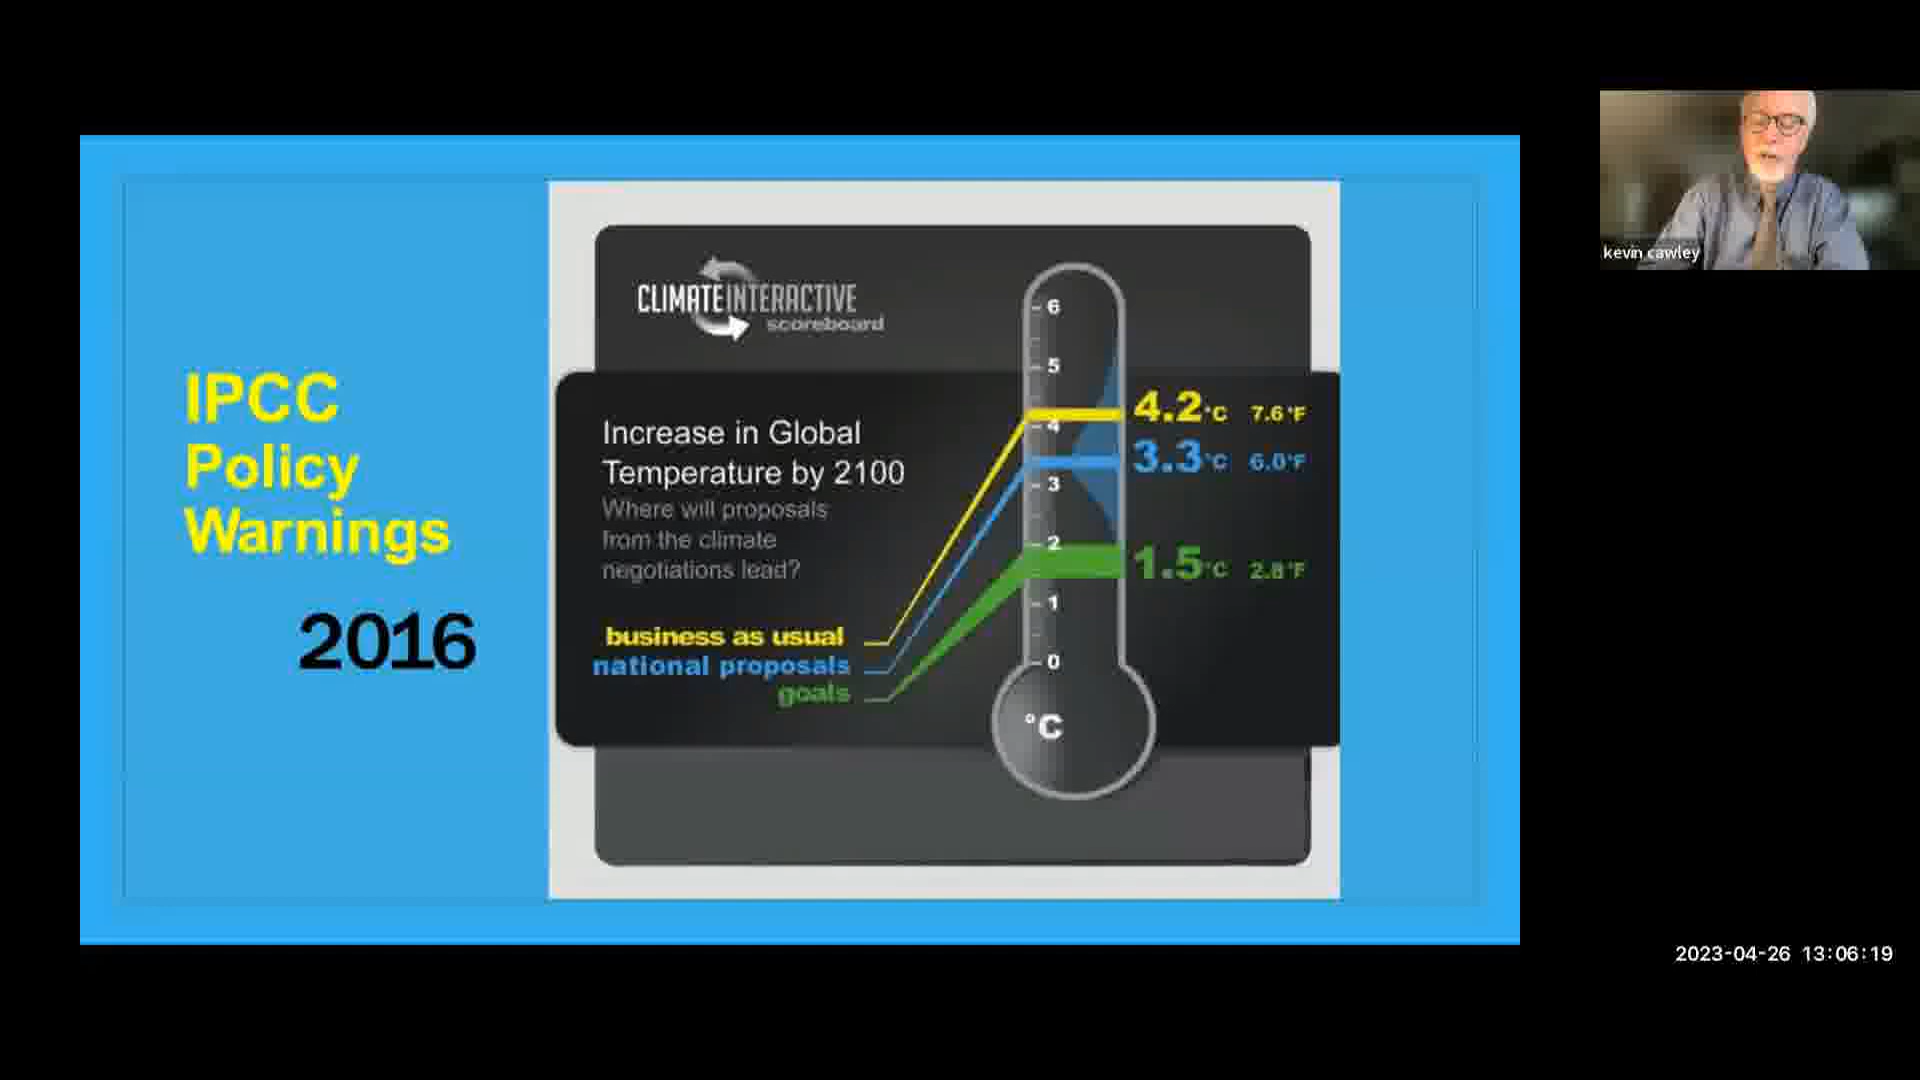 IPCC
Policy
Warnings
2016
CLIMATEINTERACTIVE
scoreboard
Increase in Global
Temperature by 2100
Where will proposals
from the climate
negotiations lead?
business as usual
national proposals
goals
6
5
4
3
2
1
0
°C
4.2°C 7.6°F
3.3°C 6.0°F
1.5°C 2.8°F
kevin cawley
2023-04-26 13:06:19